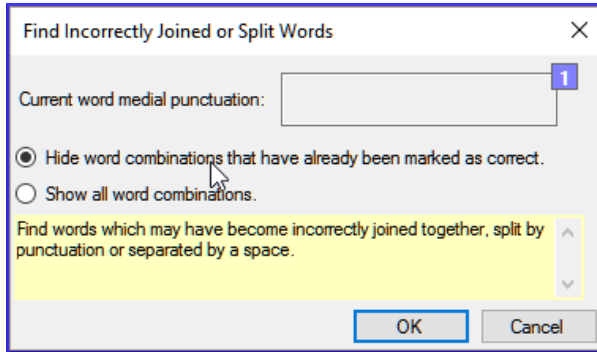 Find Incorrectly Joined or Split Words
1
Current word medial punctuation:
Hide word combinations that have already been marked as correct.
Show all word combinations.
Find words which may have become incorrectly joined together, split by
punctuation or separated by a space.
OK Cancel